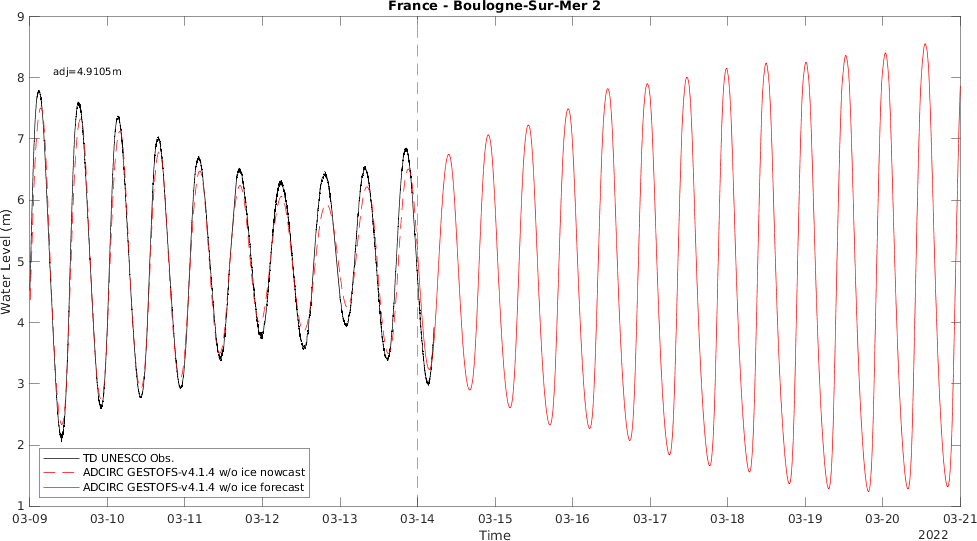 France - Boulogne-Sur-Mer 2
adj=4.9105m
Water Level (m)
9
8
7
6
5
4
3
2
1
TD UNESCO Obs.
ADCIRC GESTOFS-v4.1.4 w/o ice nowcast
ADCIRC GESTOFS-v4.1.4 w/o ice forecast
03-09 03-10 03-11 03-12 03-13 03-14 03-15 03-16 03-17 03-18 03-19 03-20 03-21
Time
2022